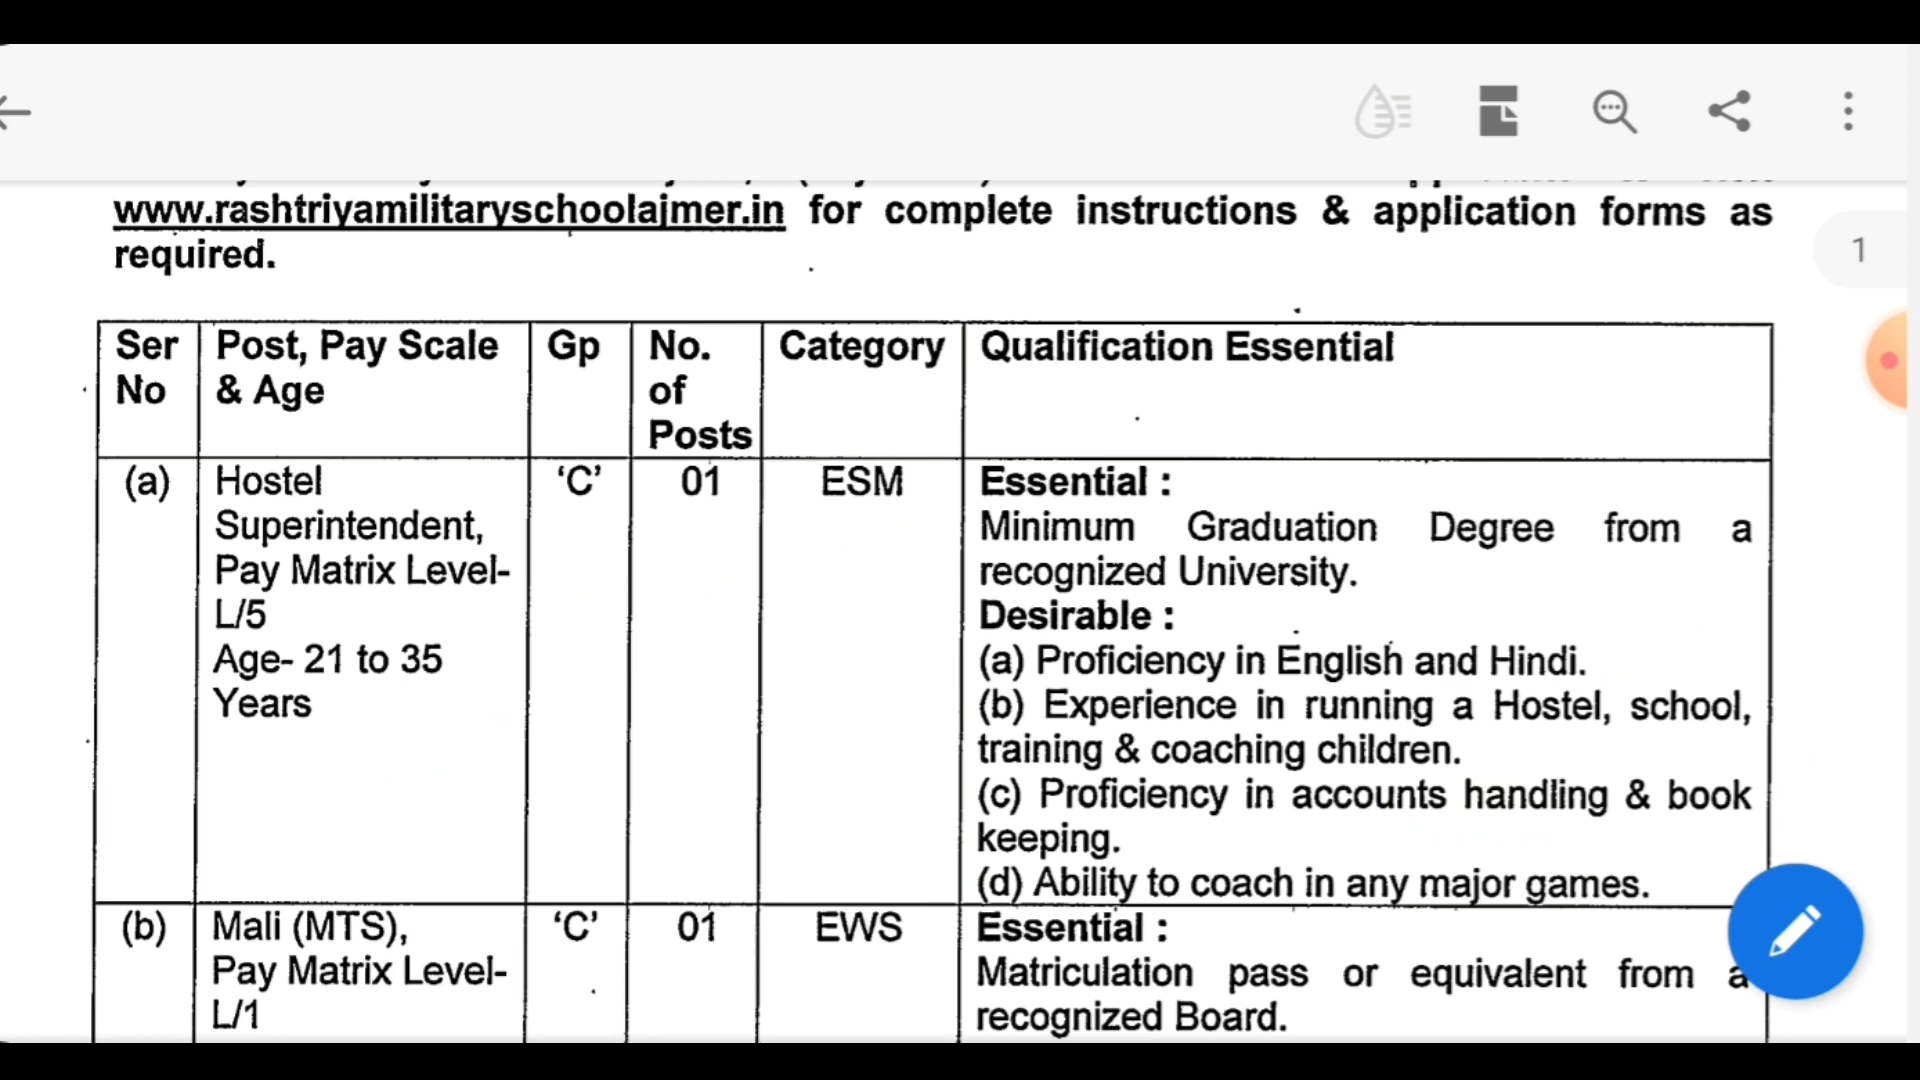 www.rashtriyamilitaryschoolajmer.in for complete instructions & application forms as
required.
1
Ser No
Post, Pay Scale & Age
Gp
No. of Posts
Category
Qualification Essential
(a)
Hostel
Superintendent,
Pay Matrix Level-
L/5
Age- 21 to 35
Years
‘C’
01
ESM
Essential :
Minimum Graduation Degree from a
recognized University.
Desirable :
(a) Proficiency in English and Hindi.
(b) Experience in running a Hostel, school,
training & coaching children.
(c) Proficiency in accounts handling & book
keeping.
(d) Ability to coach in any major games.
(b)
Mali (MTS),
Pay Matrix Level-
L/1
‘C’
01
EWS
Essential :
Matriculation pass or equivalent from a
recognized Board.